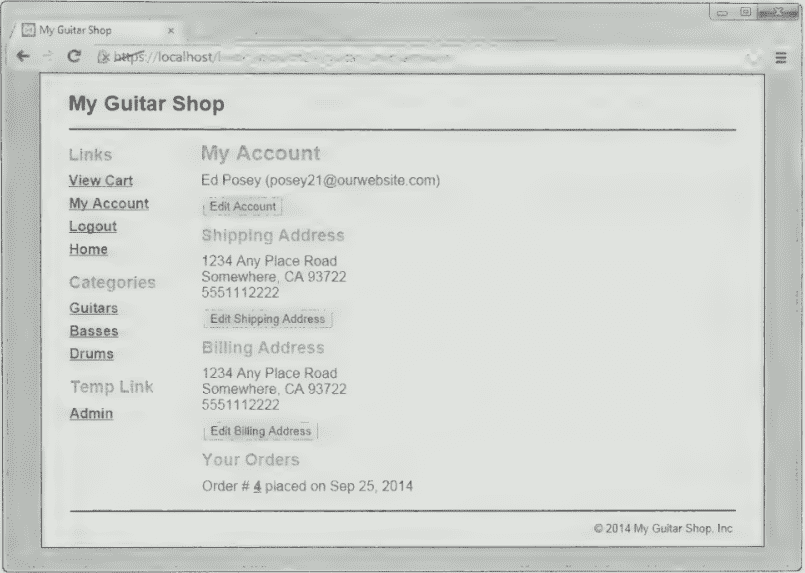 My Guitar Shop
https://localhost/
My Guitar Shop
Links
View Cart
My Account
Logout
Home
Categories
Guitars
Basses
Drums
Temp Link
Admin
My Account
Ed Posey (posey21@ourwebsite.com)
Edit Account
Shipping Address
1234 Any Place Road
Somewhere, CA 93722
5551112222
Edit Shipping Address
Billing Address
1234 Any Place Road
Somewhere, CA 93722
5551112222
Edit Billing Address
Your Orders
Order # 4 placed on Sep 25, 2014
© 2014 My Guitar Shop, Inc